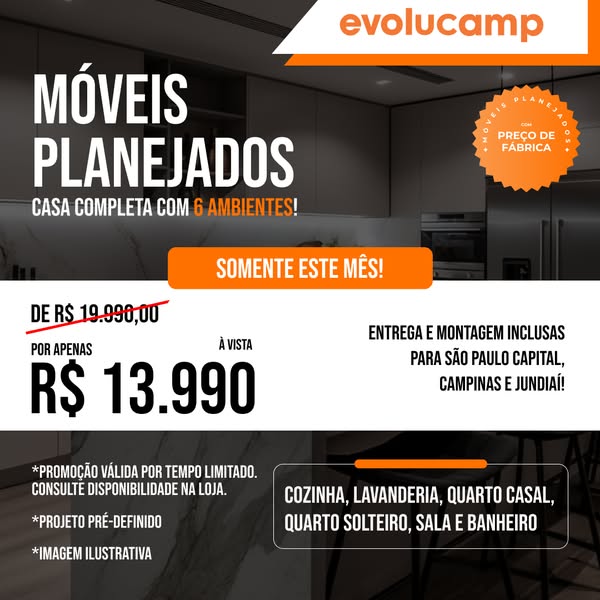 evolucamp
MÓVEIS
PLANEJADOS
CASA COMPLETA COM 6 AMBIENTES!
MÓVEIS PLANEJADOS
COM
PREÇO DE
FÁBRICA
SOMENTE ESTE MÊS!
DE R$ 19.990,00
POR APENAS
À VISTA
R$ 13.990
ENTREGA E MONTAGEM INCLUSAS
PARA SÃO PAULO CAPITAL,
CAMPINAS E JUNDIAÍ!
*PROMOÇÃO VÁLIDA POR TEMPO LIMITADO.
CONSULTE DISPONIBILIDADE NA LOJA.
*PROJETO PRÉ-DEFINIDO
*IMAGEM ILUSTRATIVA
COZINHA, LAVANDERIA, QUARTO CASAL,
QUARTO SOLTEIRO, SALA E BANHEIRO